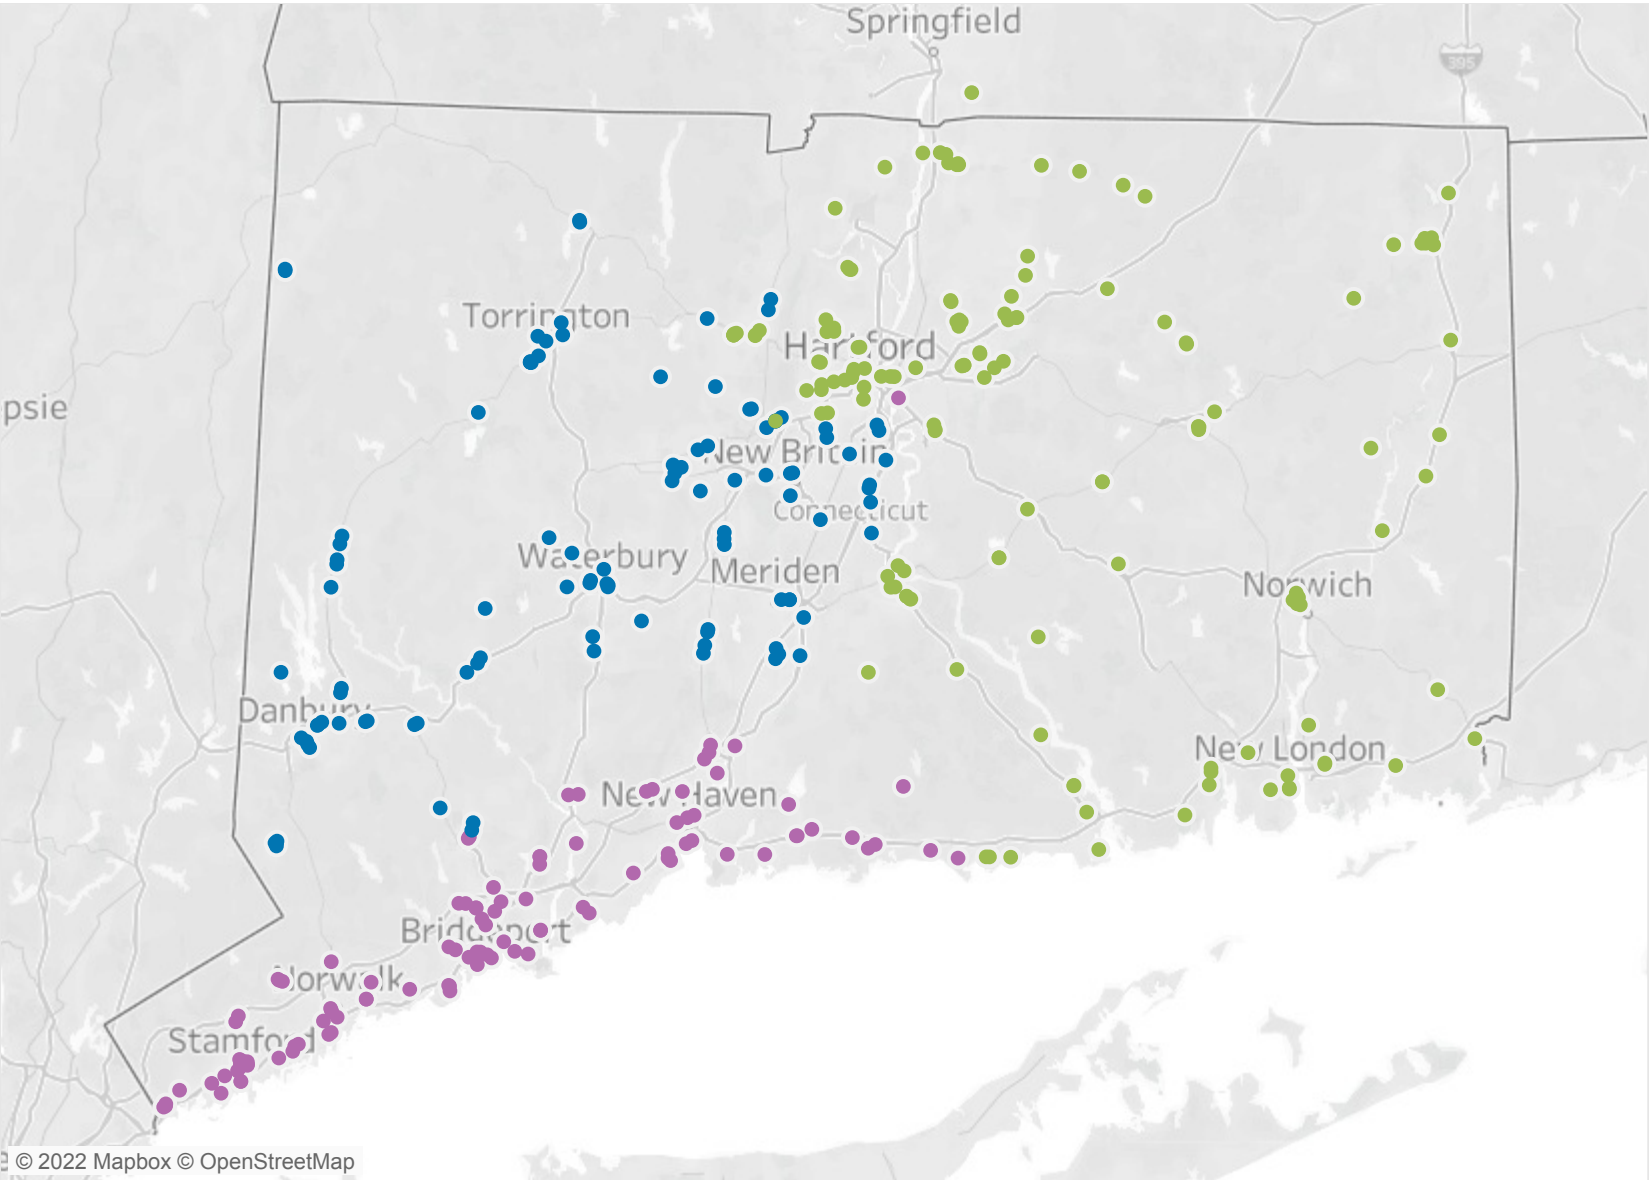 Springfield
395
Torrington
Hartford
psie
New Britain
Connecticut
Waterbury
Meriden
Norwich
Danbury
New London
New Haven
Bridgeport
Norwalk
Stamford
© 2022 Mapbox © OpenStreetMap